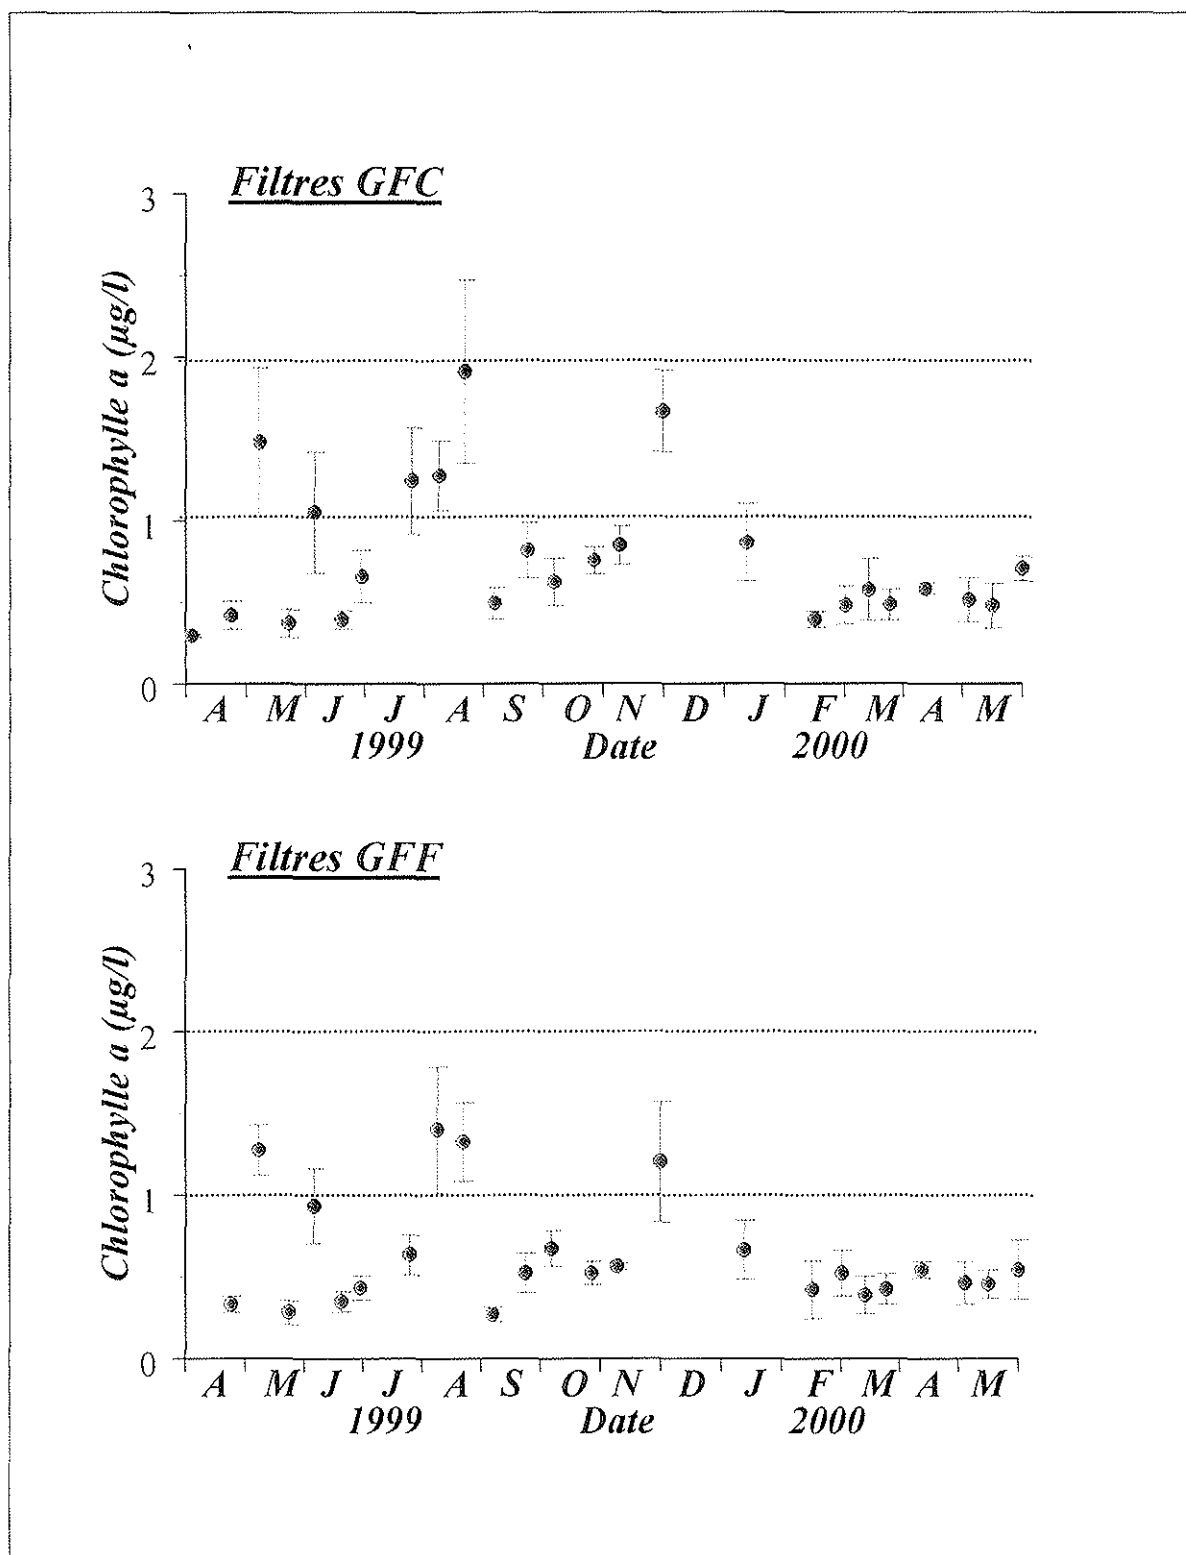 Filtres GFC
3
2
1
0
Chlorophylle a (µg/l)
A M J J A S O N D J F M A M
1999 Date 2000
Filtres GFF
3
2
1
0
Chlorophylle a (µg/l)
A M J J A S O N D J F M A M
1999 Date 2000